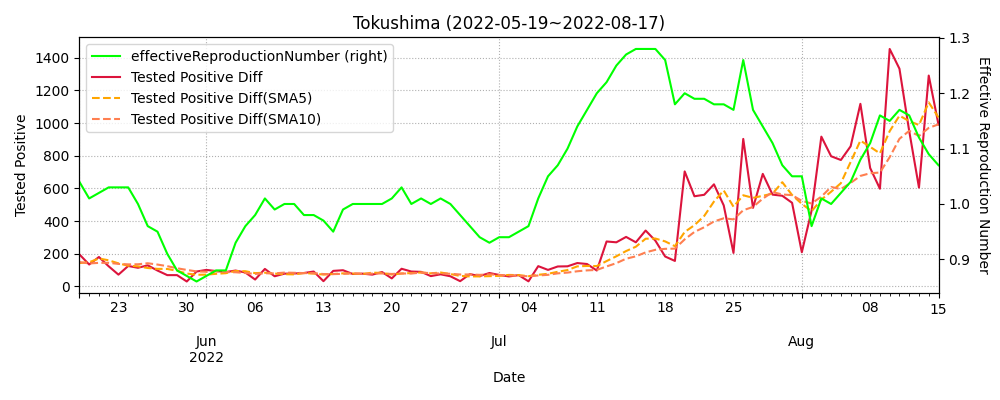 Tokushima (2022-05-19~2022-08-17)
effectiveReproductionNumber (right)
Tested Positive Diff
Tested Positive Diff(SMA5)
Tested Positive Diff(SMA10)
Tested Positive
1400
1200
1000
800
600
400
200
0
Effective Reproduction Number
1.3
1.2
1.1
1.0
0.9
23 30 06 13 20 27 04 11 18 25 08 15
Jun Jul Aug
2022
Date